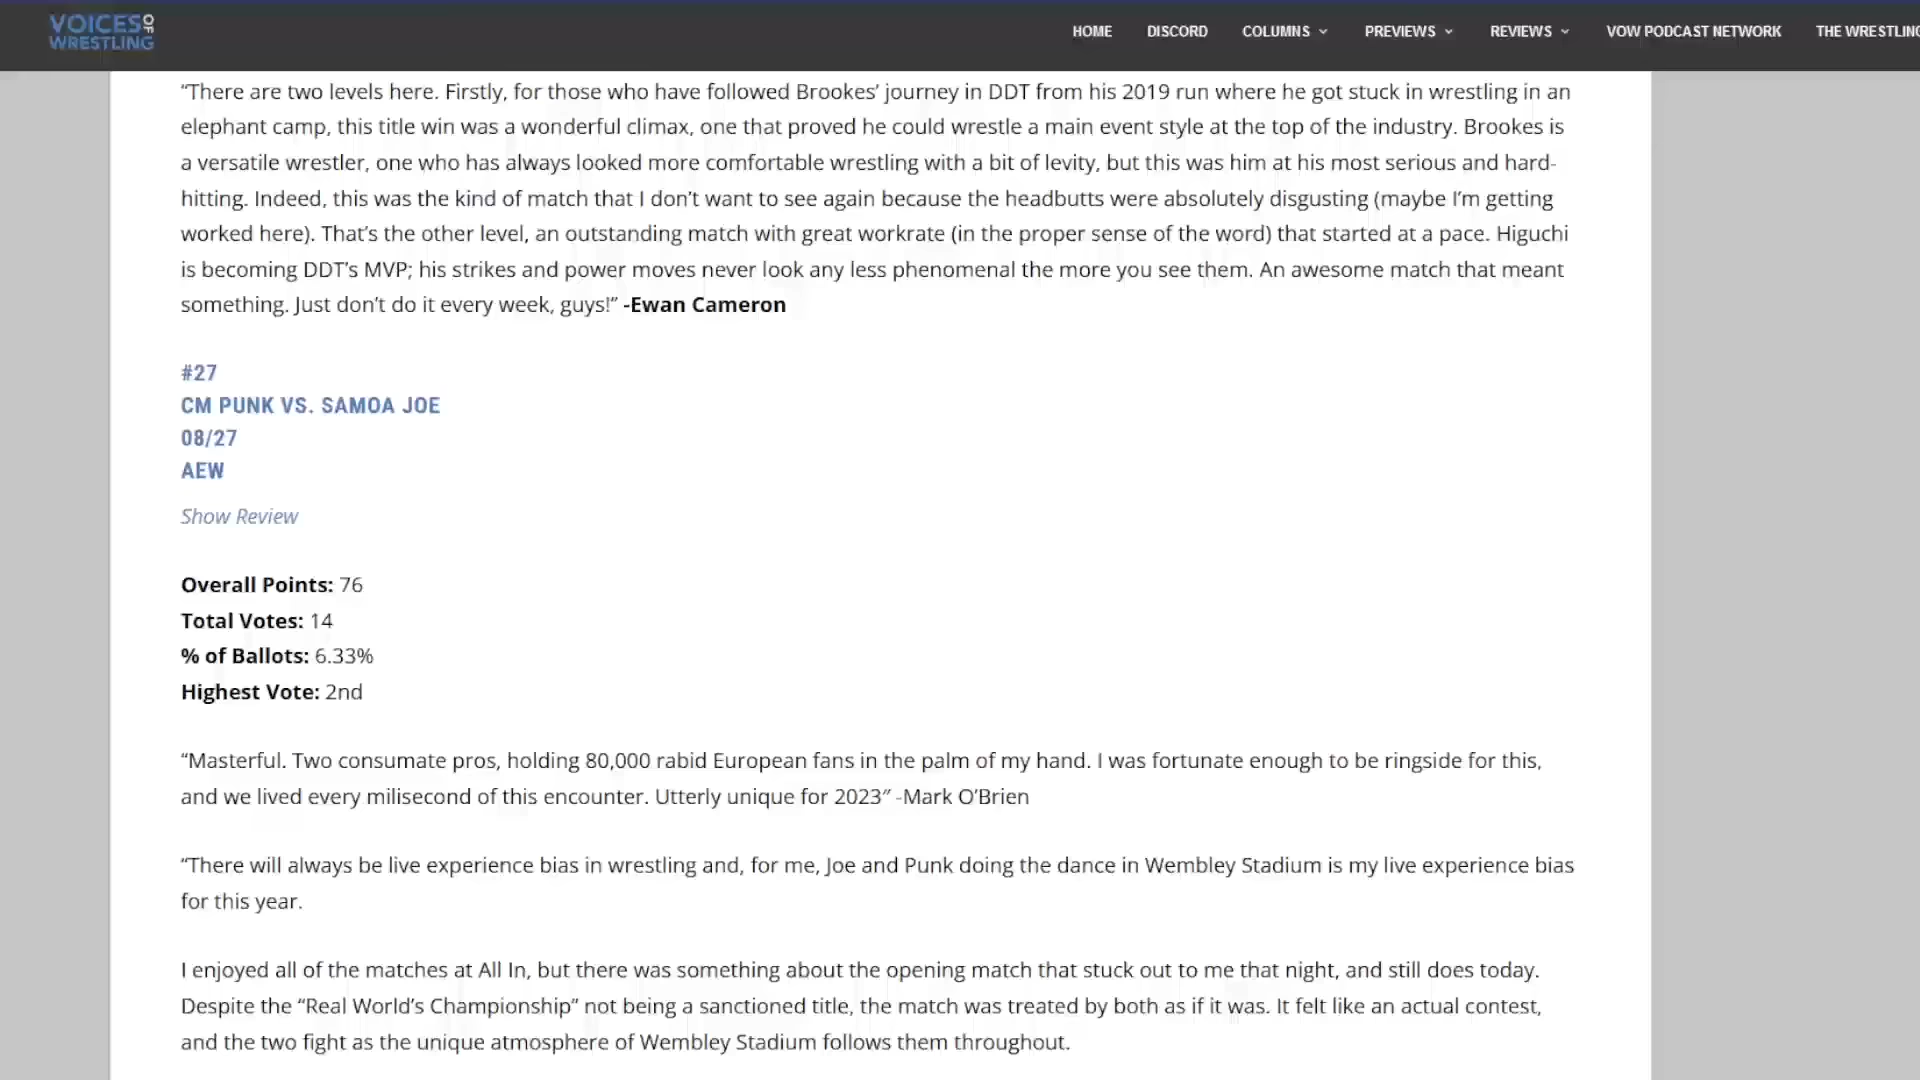 VOICES OF WRESTLING
HOME DISCORD COLUMNS PREVIEWS REVIEWS VOW PODCAST NETWORK THE WRESTLING
“There are two levels here. Firstly, for those who have followed Brookes’ journey in DDT from his 2019 run where he got stuck in wrestling in an
elephant camp, this title win was a wonderful climax, one that proved he could wrestle a main event style at the top of the industry. Brookes is
a versatile wrestler, one who has always looked more comfortable wrestling with a bit of levity, but this was him at his most serious and hard-
hitting. Indeed, this was the kind of match that I don’t want to see again because the headbutts were absolutely disgusting (maybe I’m getting
worked here). That’s the other level, an outstanding match with great workrate (in the proper sense of the word) that started at a pace. Higuchi
is becoming DDT’s MVP; his strikes and power moves never look any less phenomenal the more you see them. An awesome match that meant
something. Just don’t do it every week, guys!” -Ewan Cameron
#27
CM PUNK VS. SAMOA JOE
08/27
AEW
Show Review
Overall Points: 76
Total Votes: 14
% of Ballots: 6.33%
Highest Vote: 2nd
“Masterful. Two consumate pros, holding 80,000 rabid European fans in the palm of my hand. I was fortunate enough to be ringside for this,
and we lived every milisecond of this encounter. Utterly unique for 2023″ -Mark O’Brien
“There will always be live experience bias in wrestling and, for me, Joe and Punk doing the dance in Wembley Stadium is my live experience bias
for this year.
I enjoyed all of the matches at All In, but there was something about the opening match that stuck out to me that night, and still does today.
Despite the “Real World’s Championship” not being a sanctioned title, the match was treated by both as if it was. It felt like an actual contest,
and the two fight as the unique atmosphere of Wembley Stadium follows them throughout.